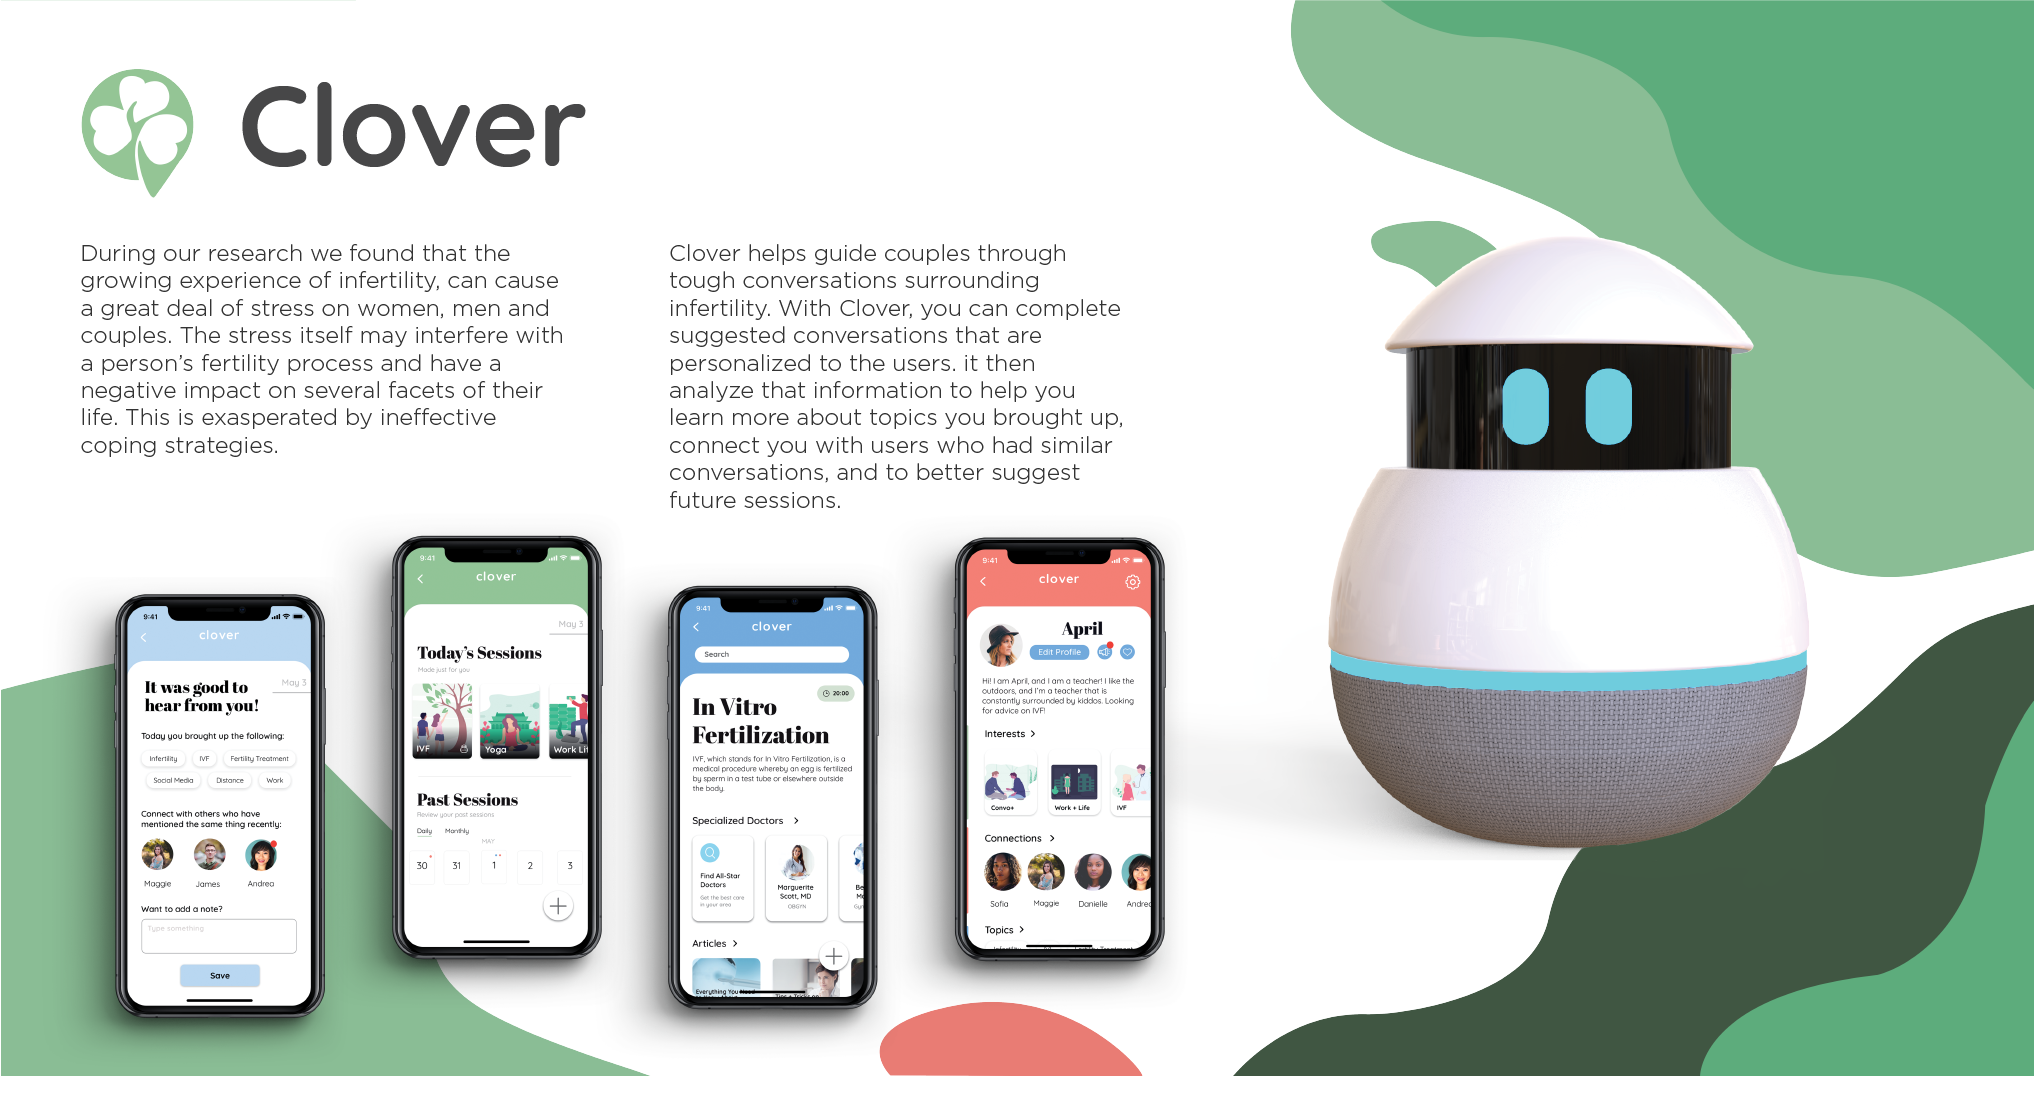 Clover
During our research we found that the
growing experience of infertility, can cause
a great deal of stress on women, men and
couples. The stress itself may interfere with
a person’s fertility process and have a
negative impact on several facets of their
life. This is exasperated by ineffective
coping strategies.
Clover helps guide couples through
tough conversations surrounding
infertility. With Clover, you can complete
suggested conversations that are
personalized to the users. it then
analyze that information to help you
learn more about topics you brought up,
connect you with users who had similar
conversations, and to better suggest
future sessions.
9:41
clover
May 3
It was good to
hear from you!
Today you brought up the following:
Infertility IVF Fertility Treatment
Social Media Distance Work
Connect with others who have
mentioned the same thing recently:
Maggie James Andrea
Want to add a note?
Type something
Save
9:41
clover
May 3
Today’s Sessions
Made just for you
IVF Yoga Work Lif
Past Sessions
Review your past sessions
Daily Monthly
MAY
30 31 1 2 3
9:41
clover
Search
20:00
In Vitro
Fertilization
IVF, which stands for In Vitro Fertilization, is a
medical procedure whereby an egg is fertilized
by sperm in a test tube or elsewhere outside
the body.
Specialized Doctors
Find All-Star
Doctors
Get the best care
in your area
Marguerite
Scott, MD
OBGYN
Be
Articles
Everything You Need
Tips + Tricks on
9:41
clover
April
Edit Profile
Hi! I am April, and I am a teacher! I like the
outdoors, and I’m a teacher that is
constantly surrounded by kiddos. Looking
for advice on IVF!
Interests
Convo+ Work + Life IVF
Connections
Sofia Maggie Danielle Andrea
Topics